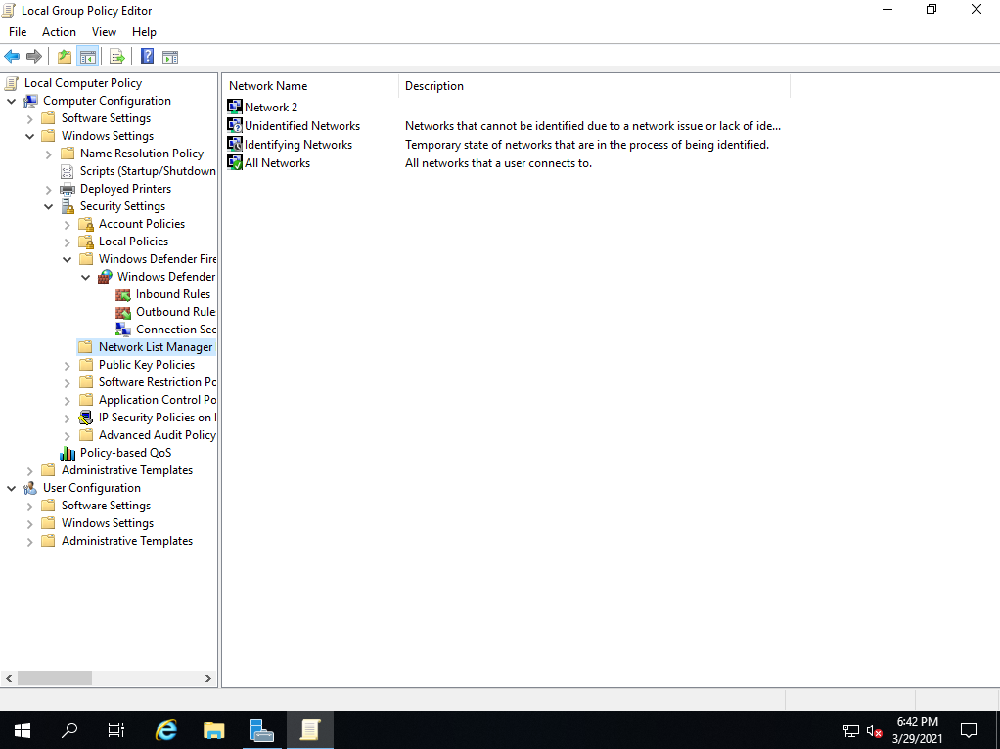 Local Group Policy Editor
File Action View Help
Local Computer Policy
Computer Configuration
Software Settings
Windows Settings
Name Resolution Policy
Scripts (Startup/Shutdown
Deployed Printers
Security Settings
Account Policies
Local Policies
Windows Defender Fire
Windows Defender
Inbound Rules
Outbound Rule
Connection Sec
Network List Manager
Public Key Policies
Software Restriction Po
Application Control Po
IP Security Policies on
Advanced Audit Policy
Policy-based QoS
Administrative Templates
User Configuration
Software Settings
Windows Settings
Administrative Templates
Network Name Description
Network 2
Unidentified Networks Networks that cannot be identified due to a network issue or lack of ide...
Identifying Networks Temporary state of networks that are in the process of being identified.
All Networks All networks that a user connects to.
6:42 PM
3/29/2021